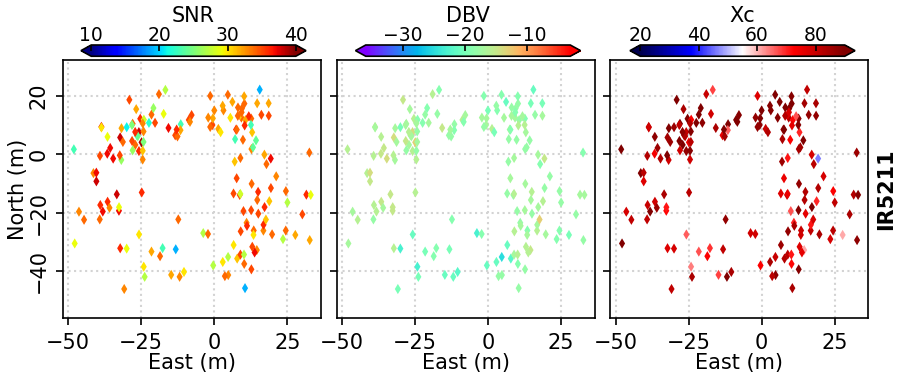 SNR DBV Xc
10 20 30 40 −30 −20 −10 20 40 60 80
20
0
−20
−40
North (m)
IR5211
−50 −25 0 25 −50 −25 0 25 −50 −25 0 25
East (m) East (m) East (m)